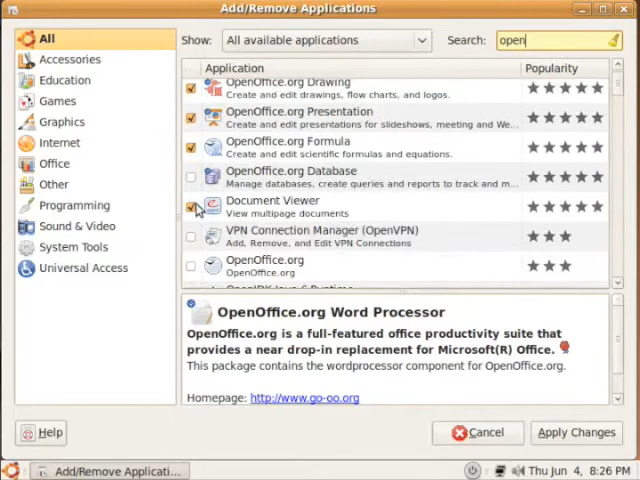 Add/Remove Applications
All
Accessories
Education
Games
Graphics
Internet
Office
Other
Programming
Sound & Video
System Tools
Universal Access
Show:
All available applications
Search:
open
Application
Popularity
OpenOffice.org Drawing
Create and edit drawings, flow charts, and logos.
OpenOffice.org Presentation
Create and edit presentations for slideshows, meeting and We...
OpenOffice.org Formula
Create and edit scientific formulas and equations.
OpenOffice.org Database
Manage databases, create queries and reports to track and m...
Document Viewer
View multipage documents
VPN Connection Manager (OpenVPN)
Add, Remove, and Edit VPN Connections
OpenOffice.org
OpenOffice.org
OpenJDK Java 6 Runtime
OpenOffice.org Word Processor
OpenOffice.org is a full-featured office productivity suite that
provides a near drop-in replacement for Microsoft(R) Office.
This package contains the wordprocessor component for OpenOffice.org.
Homepage: http://www.go-oo.org
Help
Cancel
Apply Changes
Add/Remove Applicati...
Thu Jun 4, 8:26 PM